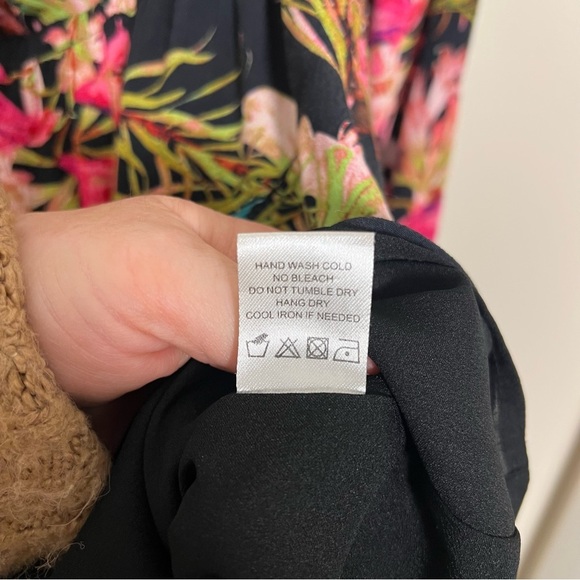 HAND WASH COLD
NO BLEACH
DO NOT TUMBLE DRY
HANG DRY
COOL IRON IF NEEDED